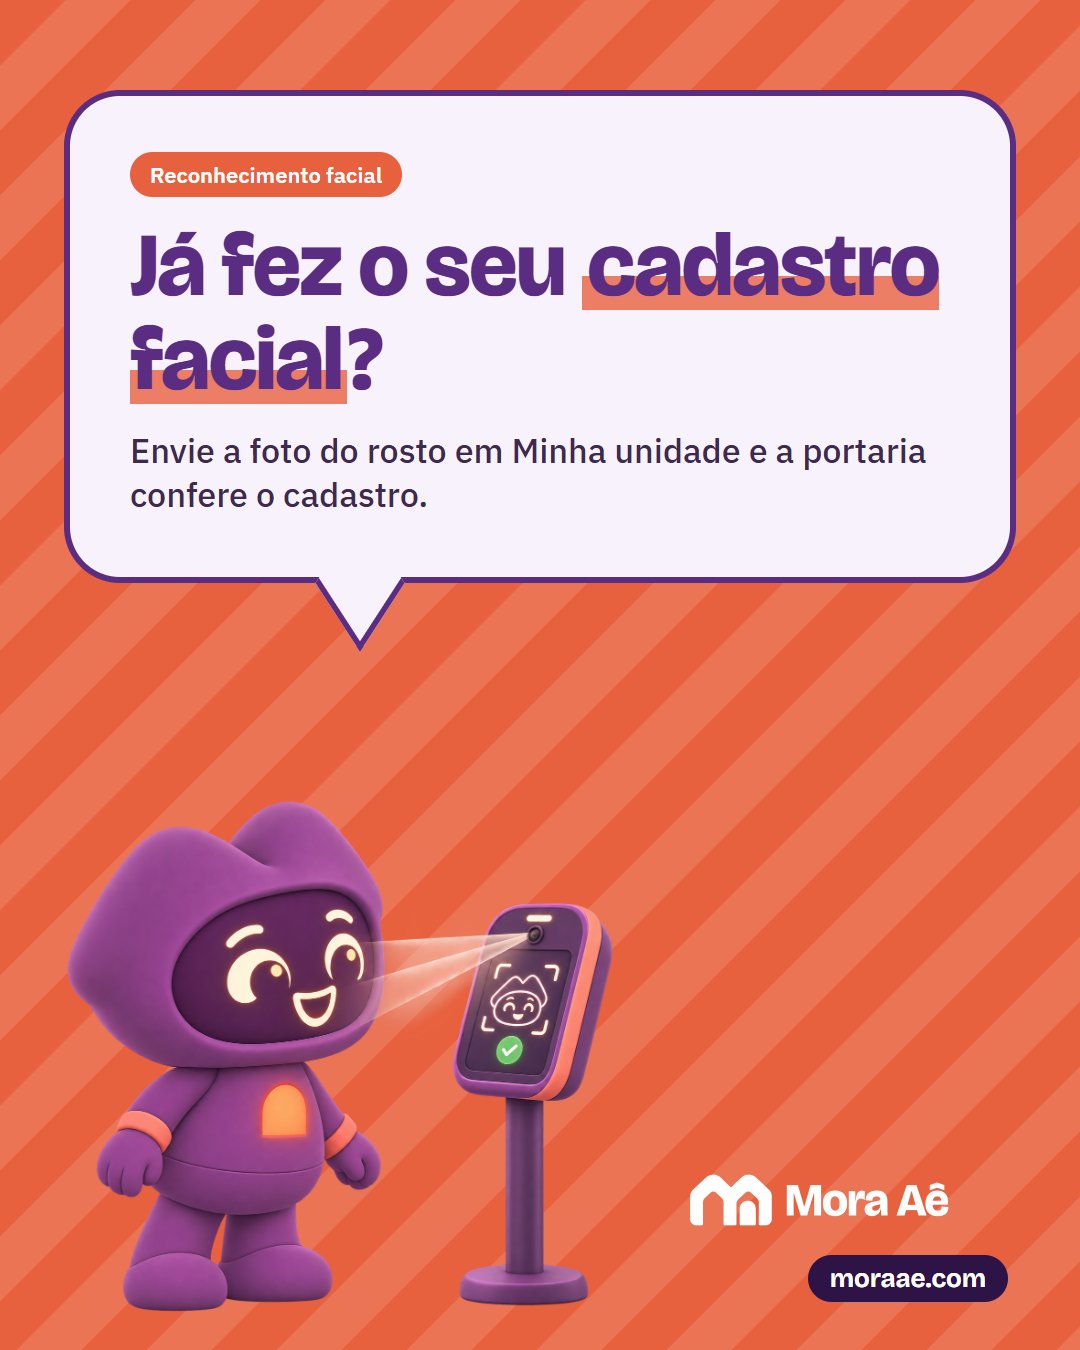 Reconhecimento facial
Já fez o seu cadastro
facial?
Envie a foto do rosto em Minha unidade e a portaria
confere o cadastro.
Mora Aê
moraae.com